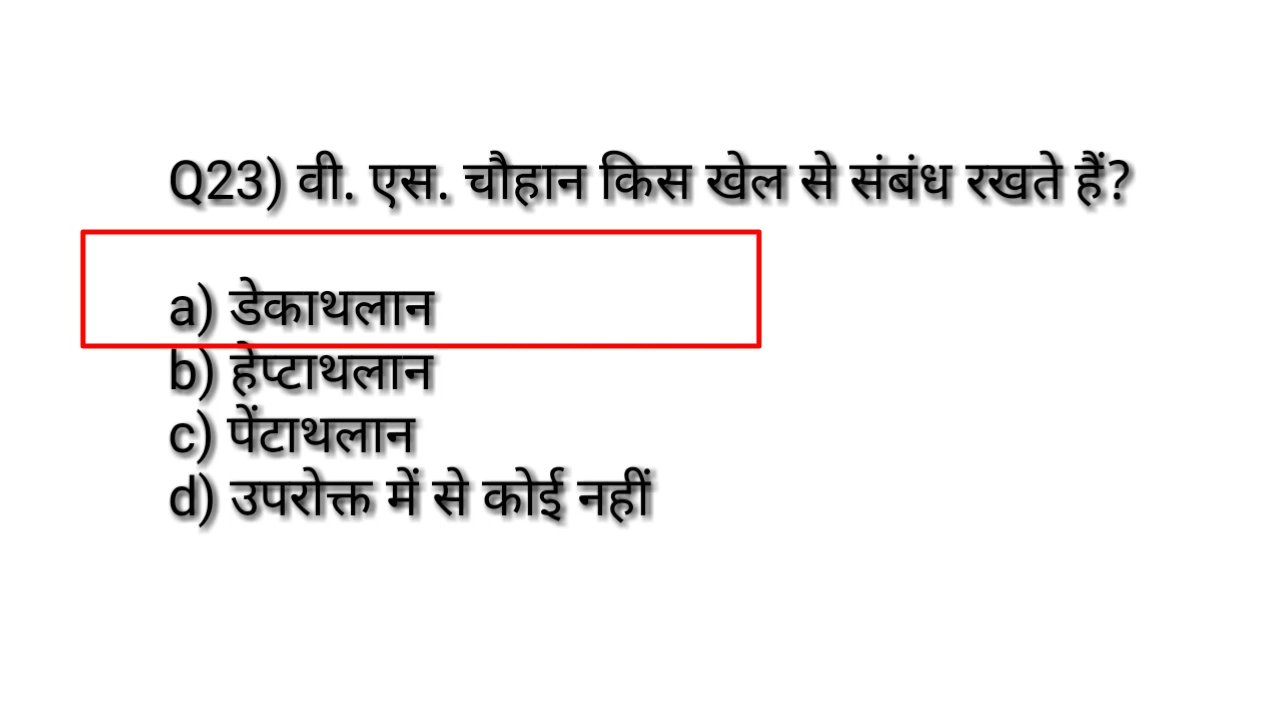 Q23) वी. एस. चौहान किस खेल से संबंध रखते हैं?
a) डेकाथलान
b) हेप्टाथलान
c) पेंटाथलान
d) उपरोक्त में से कोई नहीं